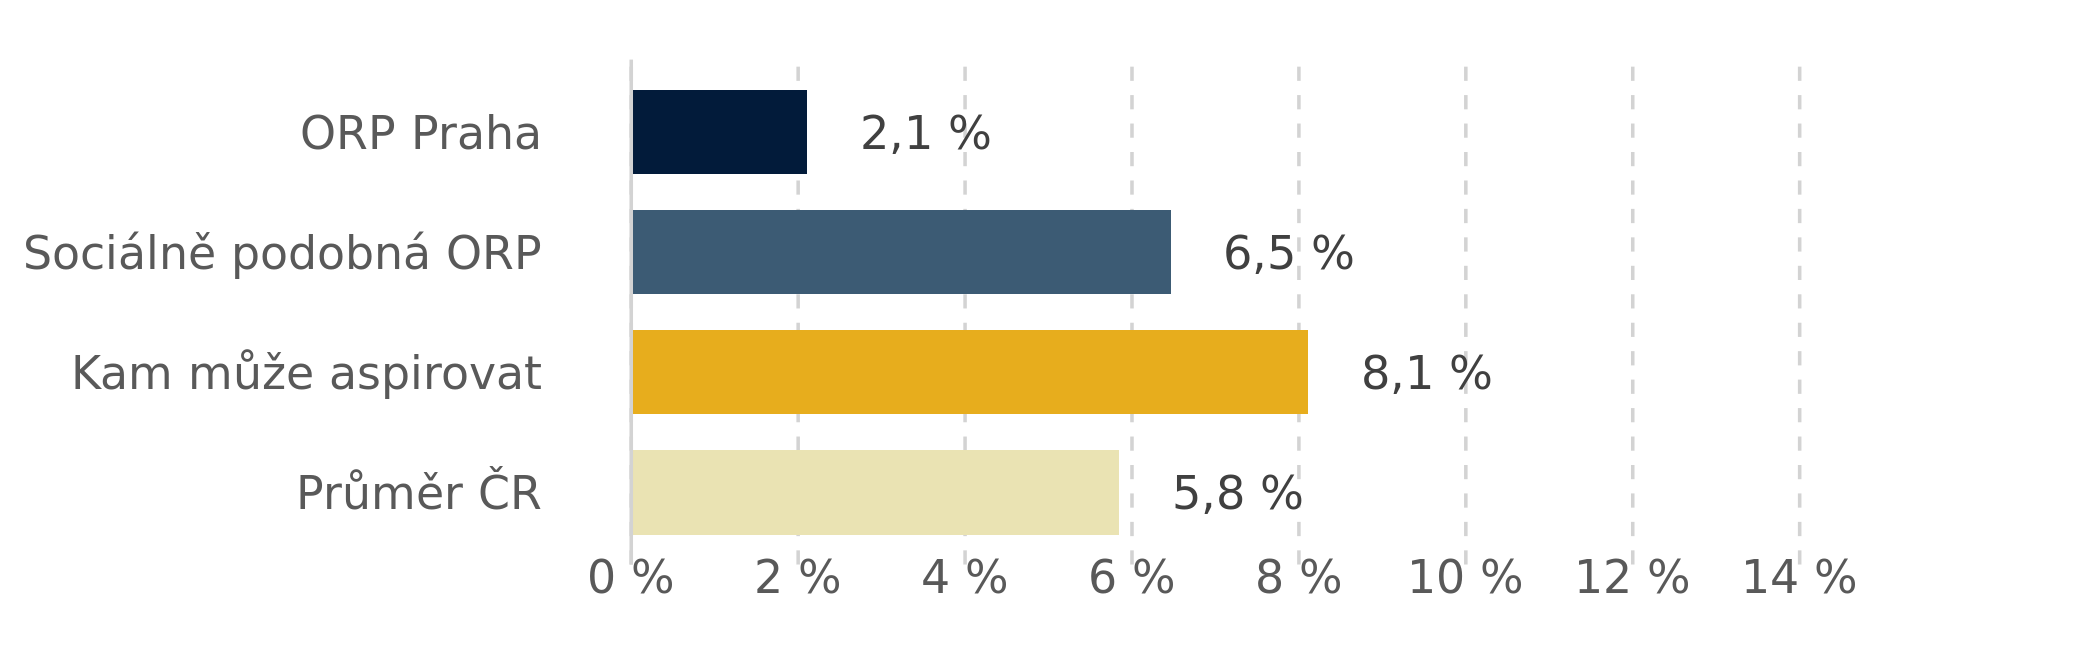 ORP Praha
2,1 %
Sociálně podobná ORP
6,5 %
Kam může aspirovat
8,1 %
Průměr ČR
5,8 %
0 % 2 % 4 % 6 % 8 % 10 % 12 % 14 %